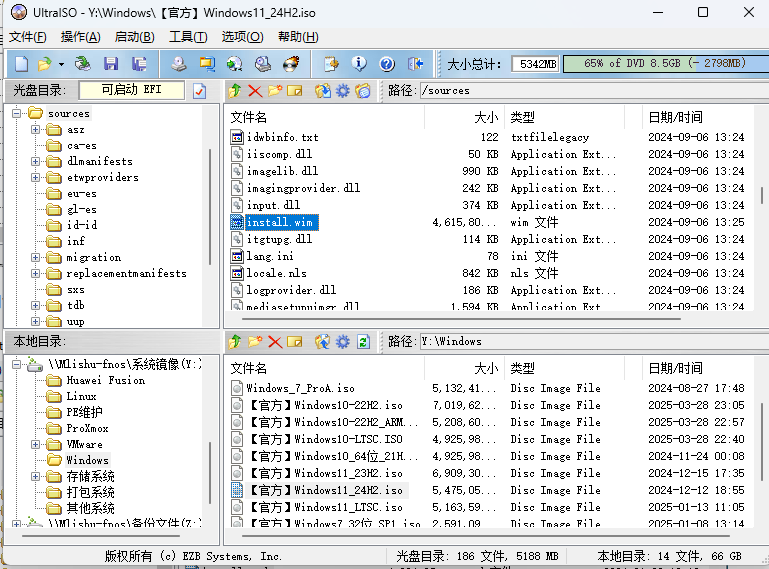 UltraISO - Y:\Windows\【官方】Windows11_24H2.iso
文件(F) 操作(A) 启动(B) 工具(T) 选项(O) 帮助(H)
大小总计: 5342MB 65% of DVD 8.5GB (- 2798MB)
光盘目录: 可启动 EFI 路径: /sources
sources
asz
ca-es
dlmanifests
etwproviders
eu-es
gl-es
id-id
inf
migration
replacementmanifests
sxs
tdb
uup
文件名 大小 类型 日期/时间
idwbinfo.txt 122 txtfilelegacy 2024-09-06 13:24
iiscomp.dll 50 KB Application Ext... 2024-09-06 13:24
imagelib.dll 990 KB Application Ext... 2024-09-06 13:24
imagingprovider.dll 242 KB Application Ext... 2024-09-06 13:24
input.dll 374 KB Application Ext... 2024-09-06 13:24
install.wim 4,615,80... wim 文件 2024-09-06 13:25
itgtupg.dll 114 KB Application Ext... 2024-09-06 13:24
lang.ini 78 ini 文件 2024-09-06 13:24
locale.nls 842 KB nls 文件 2024-09-06 13:24
logprovider.dll 186 KB Application Ext... 2024-09-06 13:24
mediasetupuimgr.dll 1,594 KB Application Ext 2024-09-06 13:24
本地目录: 路径: Y:\Windows
\\Mlishu-fnos\系统镜像(Y:)
Huawei Fusion
Linux
PE维护
ProXmox
VMware
Windows
存储系统
打包系统
其他系统
\\Mlishu-fnos\备份文件(Z:)
文件名 大小 类型 日期/时间
Windows_7_ProA.iso 5,132,41... Disc Image File 2024-08-27 17:48
【官方】Windows10-22H2.iso 7,019,62... Disc Image File 2025-03-28 23:05
【官方】Windows10-22H2_ARM... 5,208,60... Disc Image File 2025-03-28 22:57
【官方】Windows10-LTSC.ISO 4,925,98... Disc Image File 2025-03-28 22:40
【官方】Windows10_64位_21H... 4,925,98... Disc Image File 2024-11-24 00:08
【官方】Windows11_23H2.iso 6,909,30... Disc Image File 2024-12-15 17:35
【官方】Windows11_24H2.iso 5,475,05... Disc Image File 2024-12-12 18:55
【官方】Windows11_LTSC.iso 5,163,59... Disc Image File 2025-01-13 11:05
【官方】Windows7_32位_SP1.iso 2,591,09... Disc Image File 2025-01-08 13:14
版权所有 (c) EZB Systems, Inc. 光盘目录: 186 文件, 5188 MB 本地目录: 14 文件, 66 GB